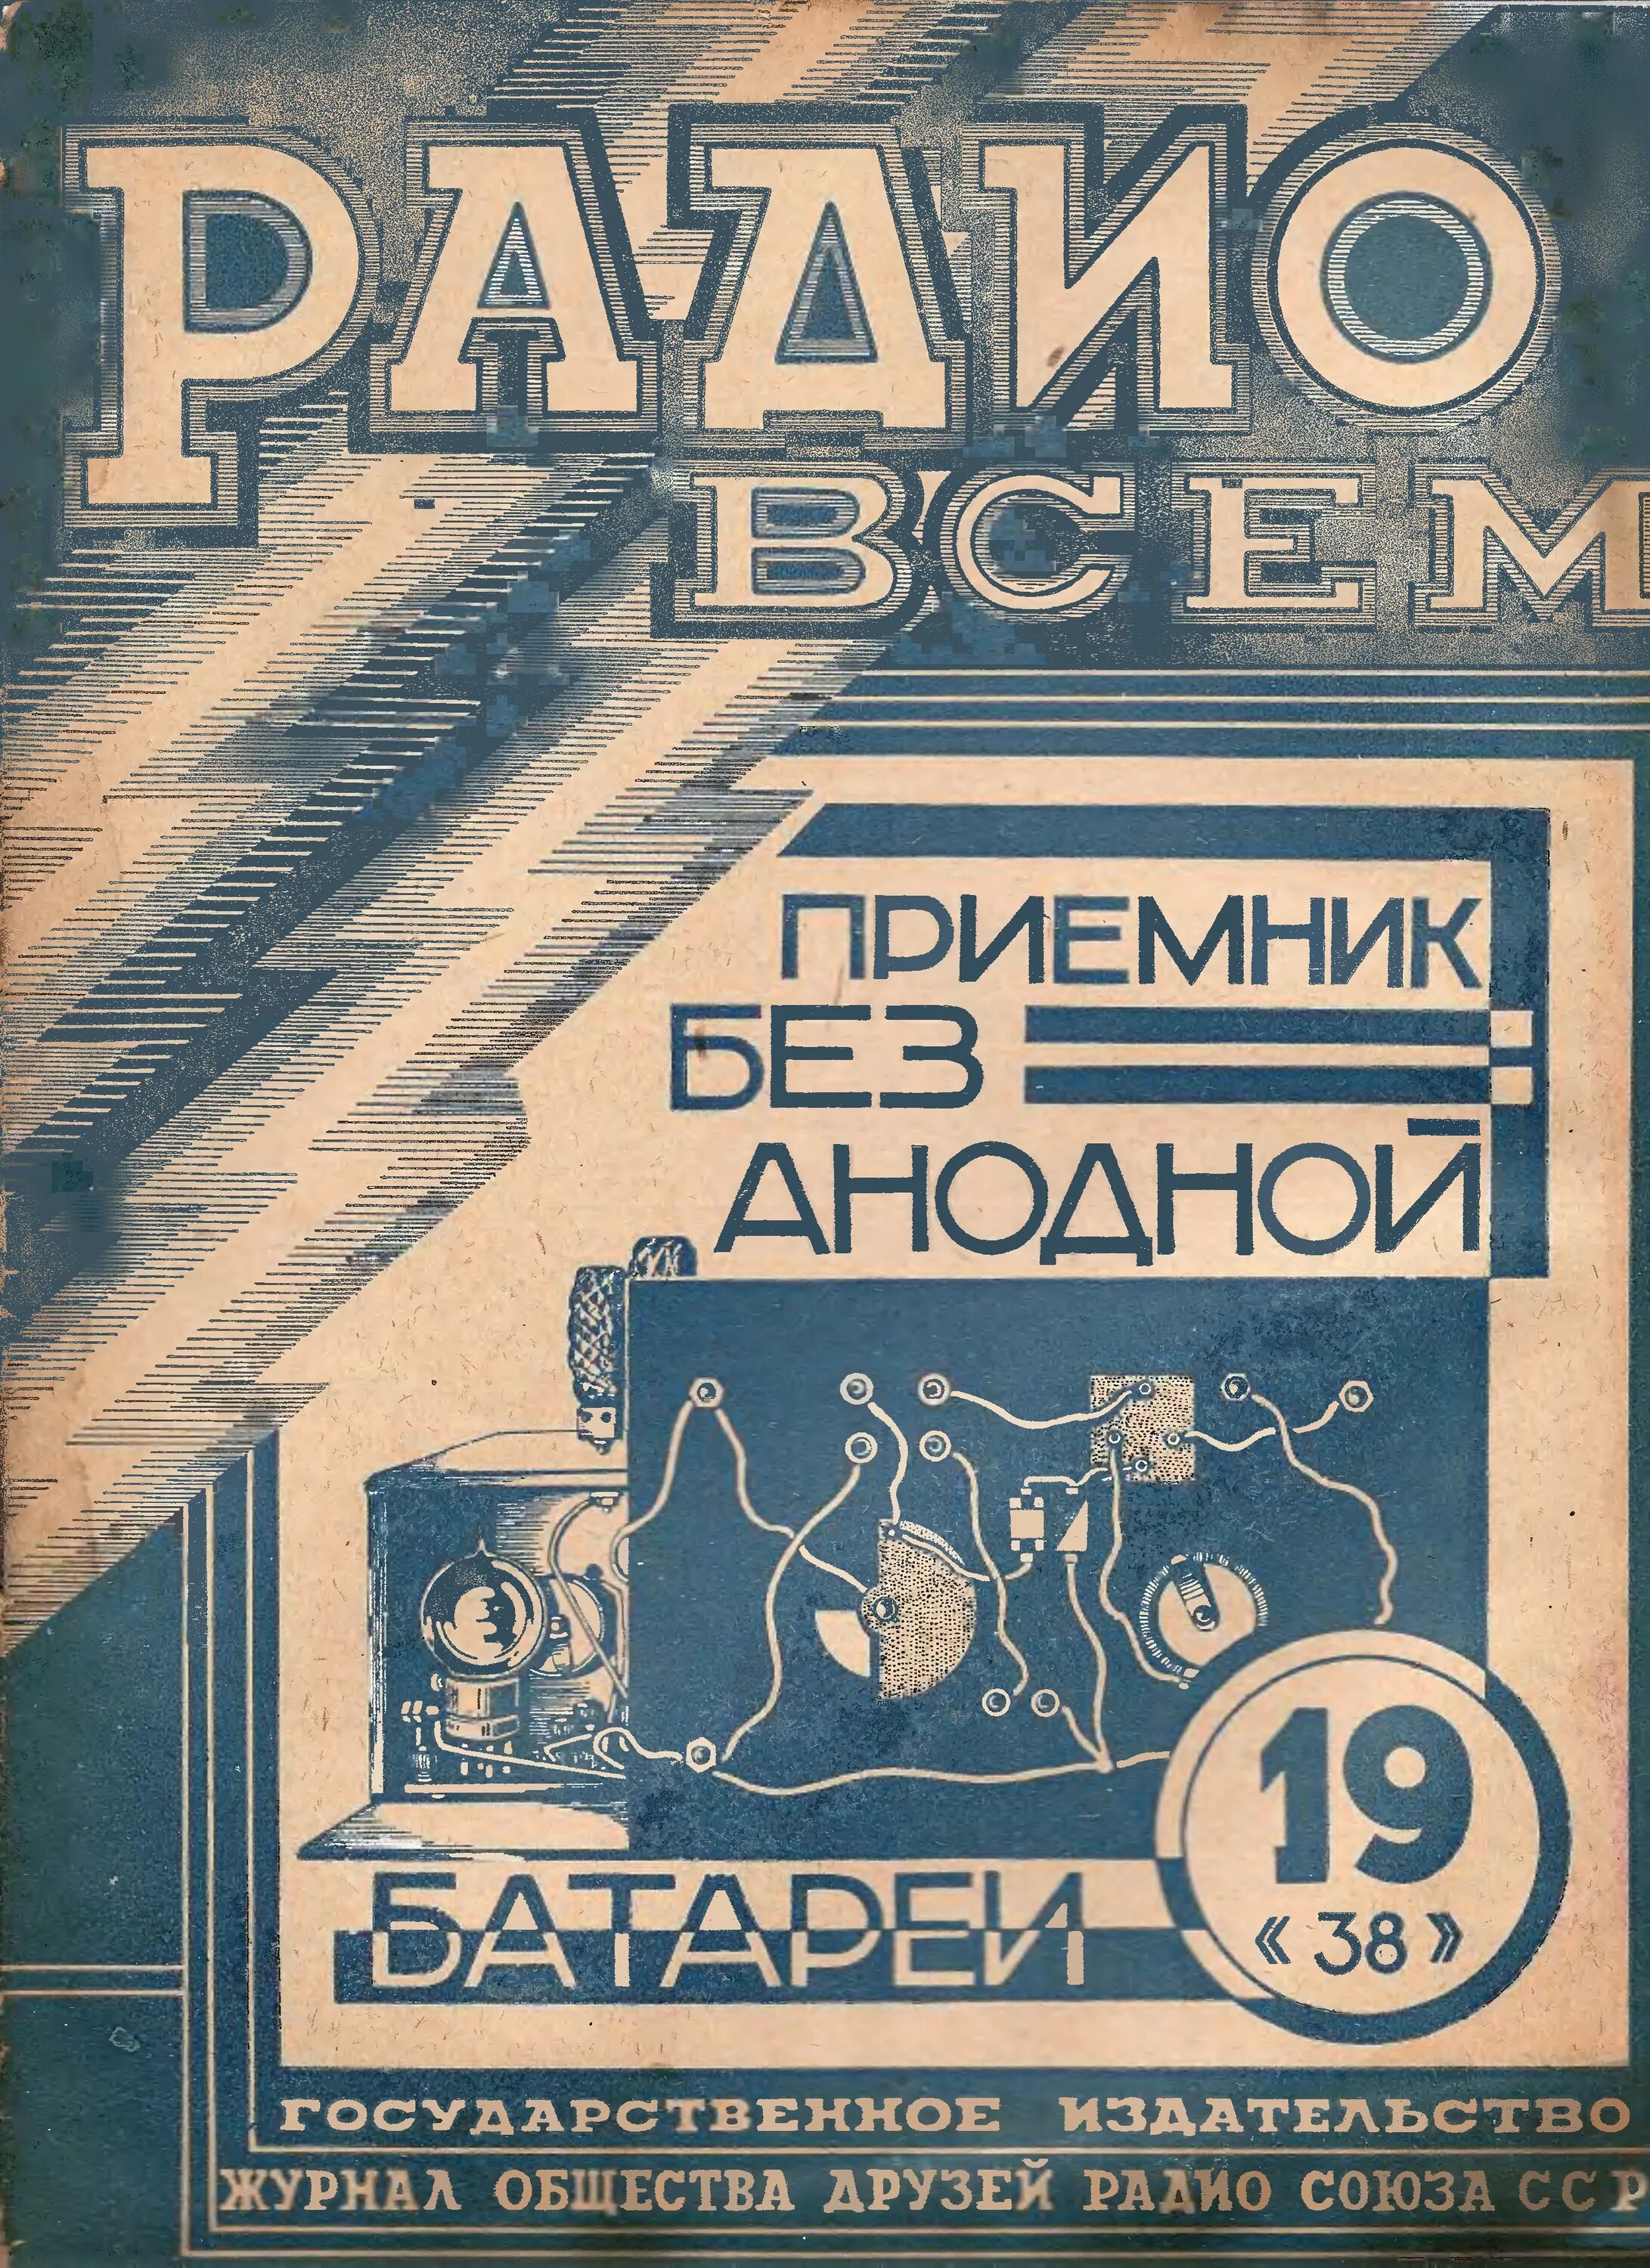 РАДИО
ВСЕМ
ПРИЕМНИК
БЕЗ
АНОДНОЙ
БАТАРЕИ
19
«38»
ГОСУДАРСТВЕННОЕ ИЗДАТЕЛЬСТВО
ЖУРНАЛ ОБЩЕСТВА ДРУЗЕЙ РАДИО СОЮЗА ССР